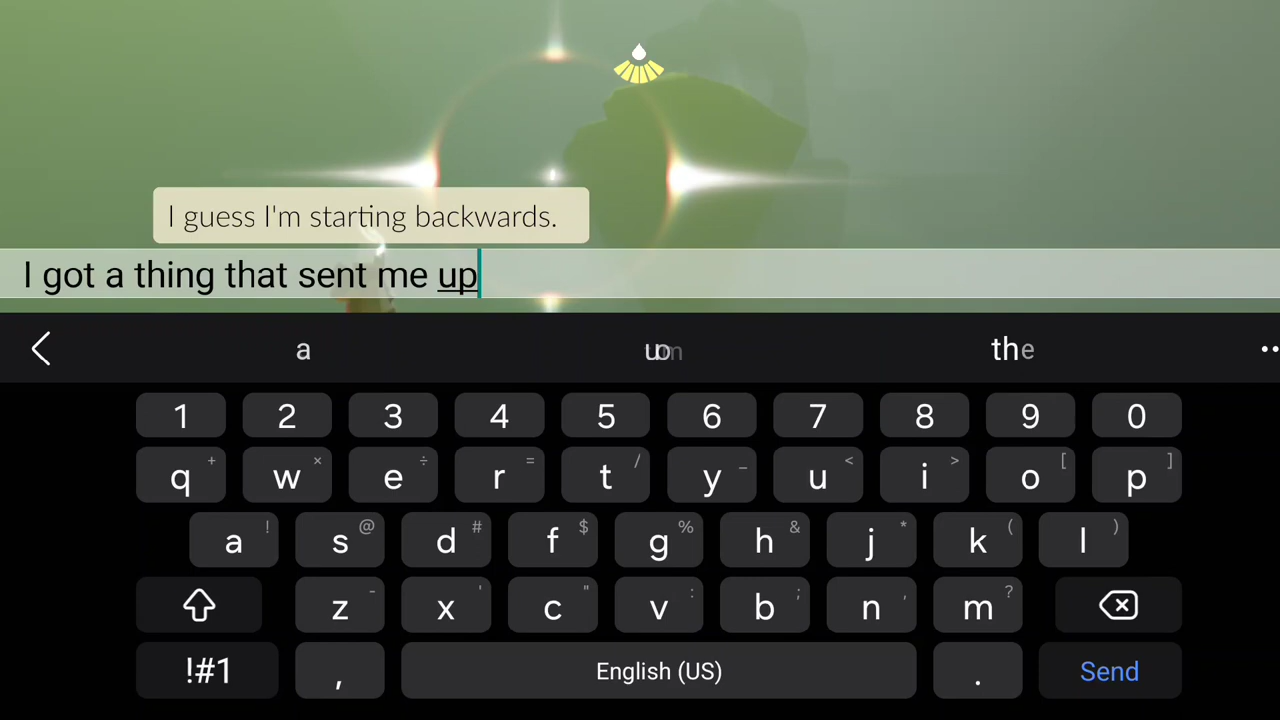 I guess I'm starting backwards.
I got a thing that sent me up
a the
1 2 3 4 5 6 7 8 9 0
q + w × e ÷ r = t / y _ u < i > o [ p ]
a ! s @ d # f $ g % h & j * k ( l )
z - x ' c " v : b ; n , m ?
!#1 , English (US) . Send